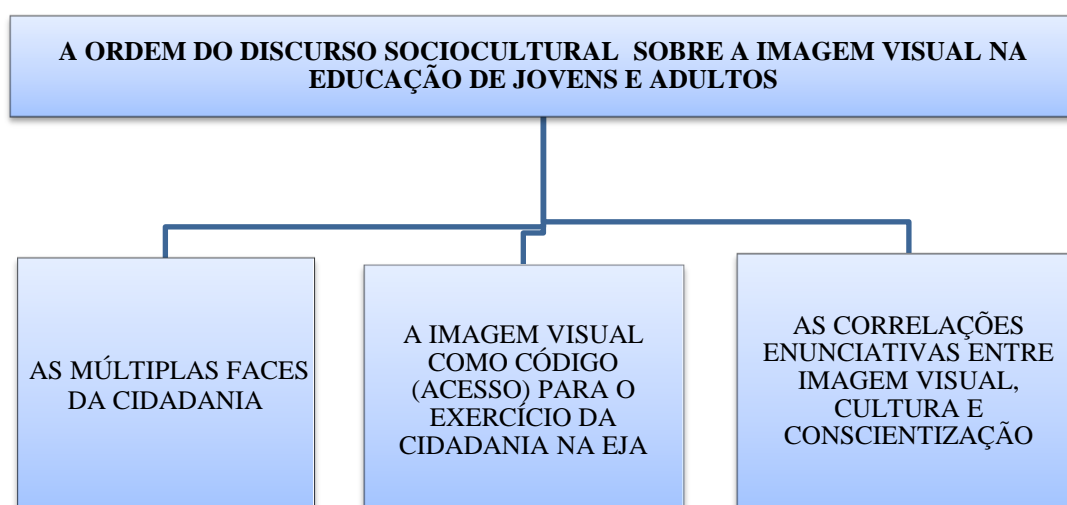 A ORDEM DO DISCURSO SOCIOCULTURAL SOBRE A IMAGEM VISUAL NA
EDUCAÇÃO DE JOVENS E ADULTOS
AS MÚLTIPLAS FACES
DA CIDADANIA
A IMAGEM VISUAL
COMO CÓDIGO
(ACESSO) PARA O
EXERCÍCIO DA
CIDADANIA NA EJA
AS CORRELAÇÕES
ENUNCIATIVAS ENTRE
IMAGEM VISUAL,
CULTURA E
CONSCIENTIZAÇÃO